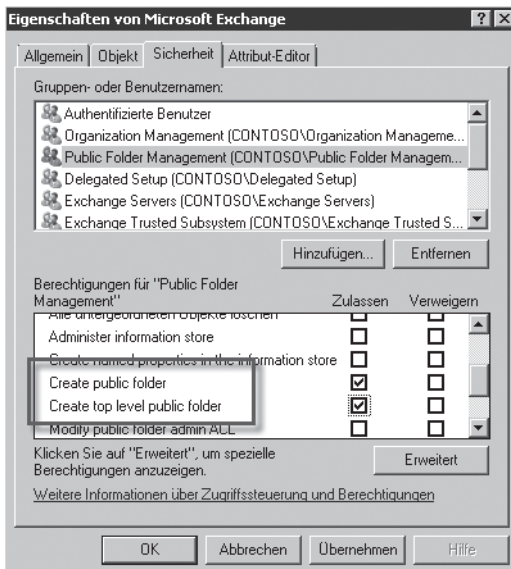 Eigenschaften von Microsoft Exchange
Allgemein Objekt Sicherheit Attribut-Editor
Gruppen- oder Benutzernamen:
Authentifizierte Benutzer
Organization Management (CONTOSO\Organization Manageme...
Public Folder Management (CONTOSO\Public Folder Managem...
Delegated Setup (CONTOSO\Delegated Setup)
Exchange Servers (CONTOSO\Exchange Servers)
Exchange Trusted Subsystem (CONTOSO\Exchange Trusted S...
Hinzufügen... Entfernen
Berechtigungen für "Public Folder
Management" Zulassen Verweigern
Alle untergeordneten Objekte löschen
Administer information store
Create named properties in the information store
Create public folder
Create top level public folder
Modify public folder admin ACL
Klicken Sie auf "Erweitert", um spezielle
Berechtigungen anzuzeigen. Erweitert
Weitere Informationen über Zugriffssteuerung und Berechtigungen
OK Abbrechen Übernehmen Hilfe